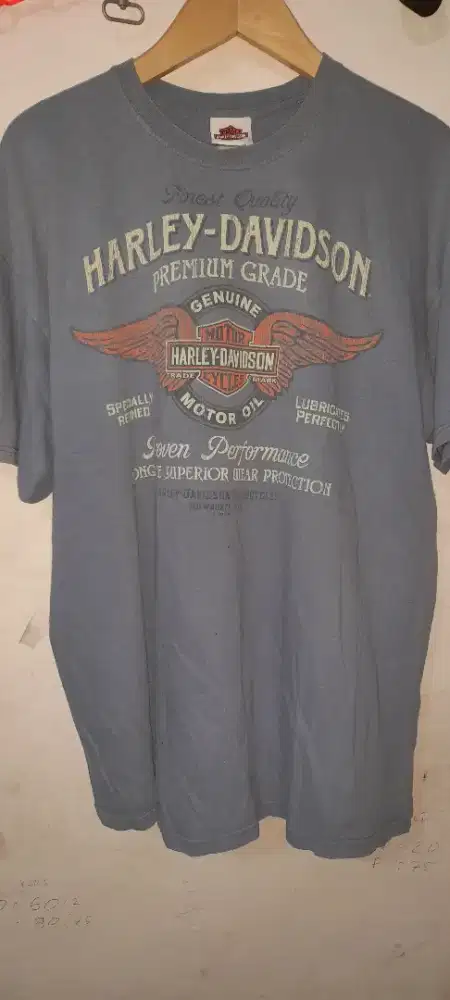 Finest Quality
HARLEY-DAVIDSON
PREMIUM GRADE
GENUINE
MOTOR
HARLEY-DAVIDSON
TRADE MARK
CYCLES
MOTOR OIL
SPECIALLY
REFINED
LUBRICATES
PERFECTLY
Proven Performance
SUPERIOR WEAR PROTECTION